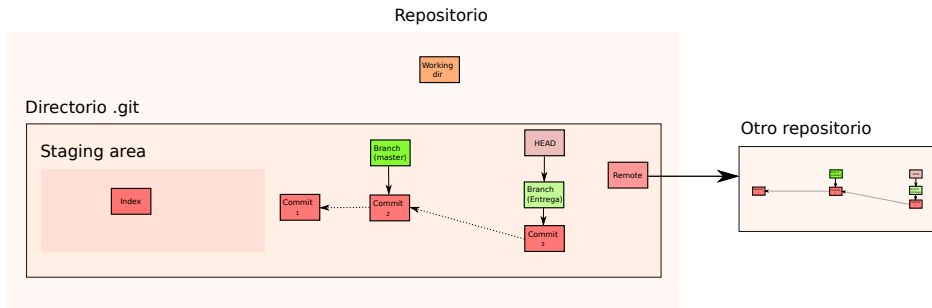 Repositorio
Working
dir
Directorio .git
Otro repositorio
Staging area
Branch
(master)
HEAD
Remote
Index
Branch
(Entrega)
Commit
1
Commit
2
Commit
3